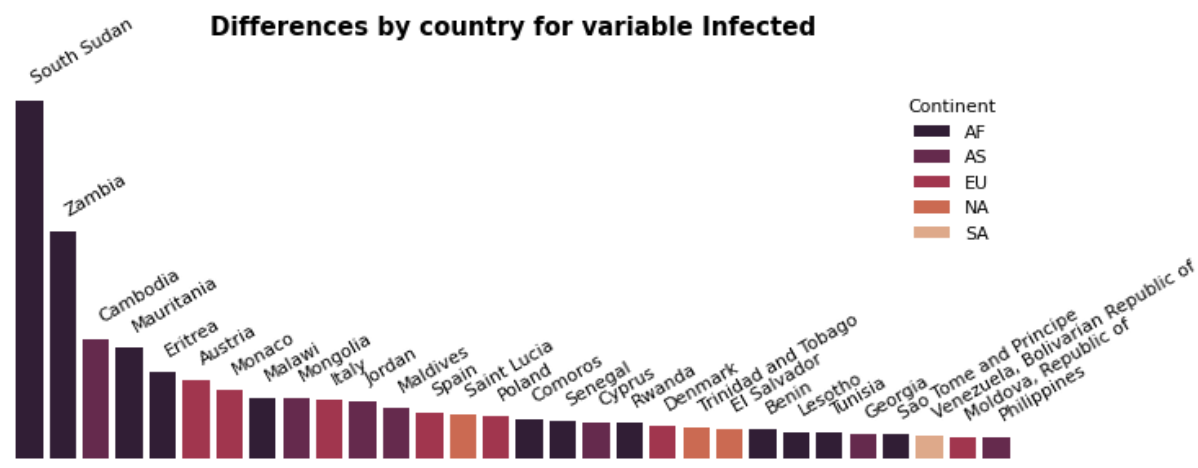 Differences by country for variable Infected
South Sudan
Zambia
Cambodia
Mauritania
Eritrea
Austria
Monaco
Malawi
Mongolia
Italy
Jordan
Maldives
Spain
Saint Lucia
Poland
Comoros
Senegal
Cyprus
Rwanda
Denmark
Trinidad and Tobago
El Salvador
Benin
Lesotho
Tunisia
Georgia
Sao Tome and Principe
Venezuela, Bolivarian Republic of
Moldova, Republic of
Philippines
Continent
AF
AS
EU
NA
SA